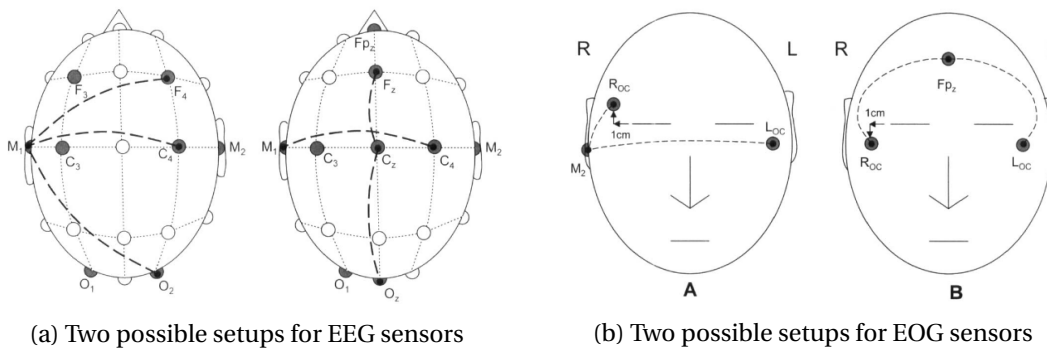 Fpz
F3
F4
Fz
M1
C3
C4
M2
M1
C3
Cz
C4
M2
O1
O2
O1
Oz
R
L
ROC
1cm
LOC
M2
A
R
Fpz
1cm
ROC
LOC
B
(a) Two possible setups for EEG sensors
(b) Two possible setups for EOG sensors